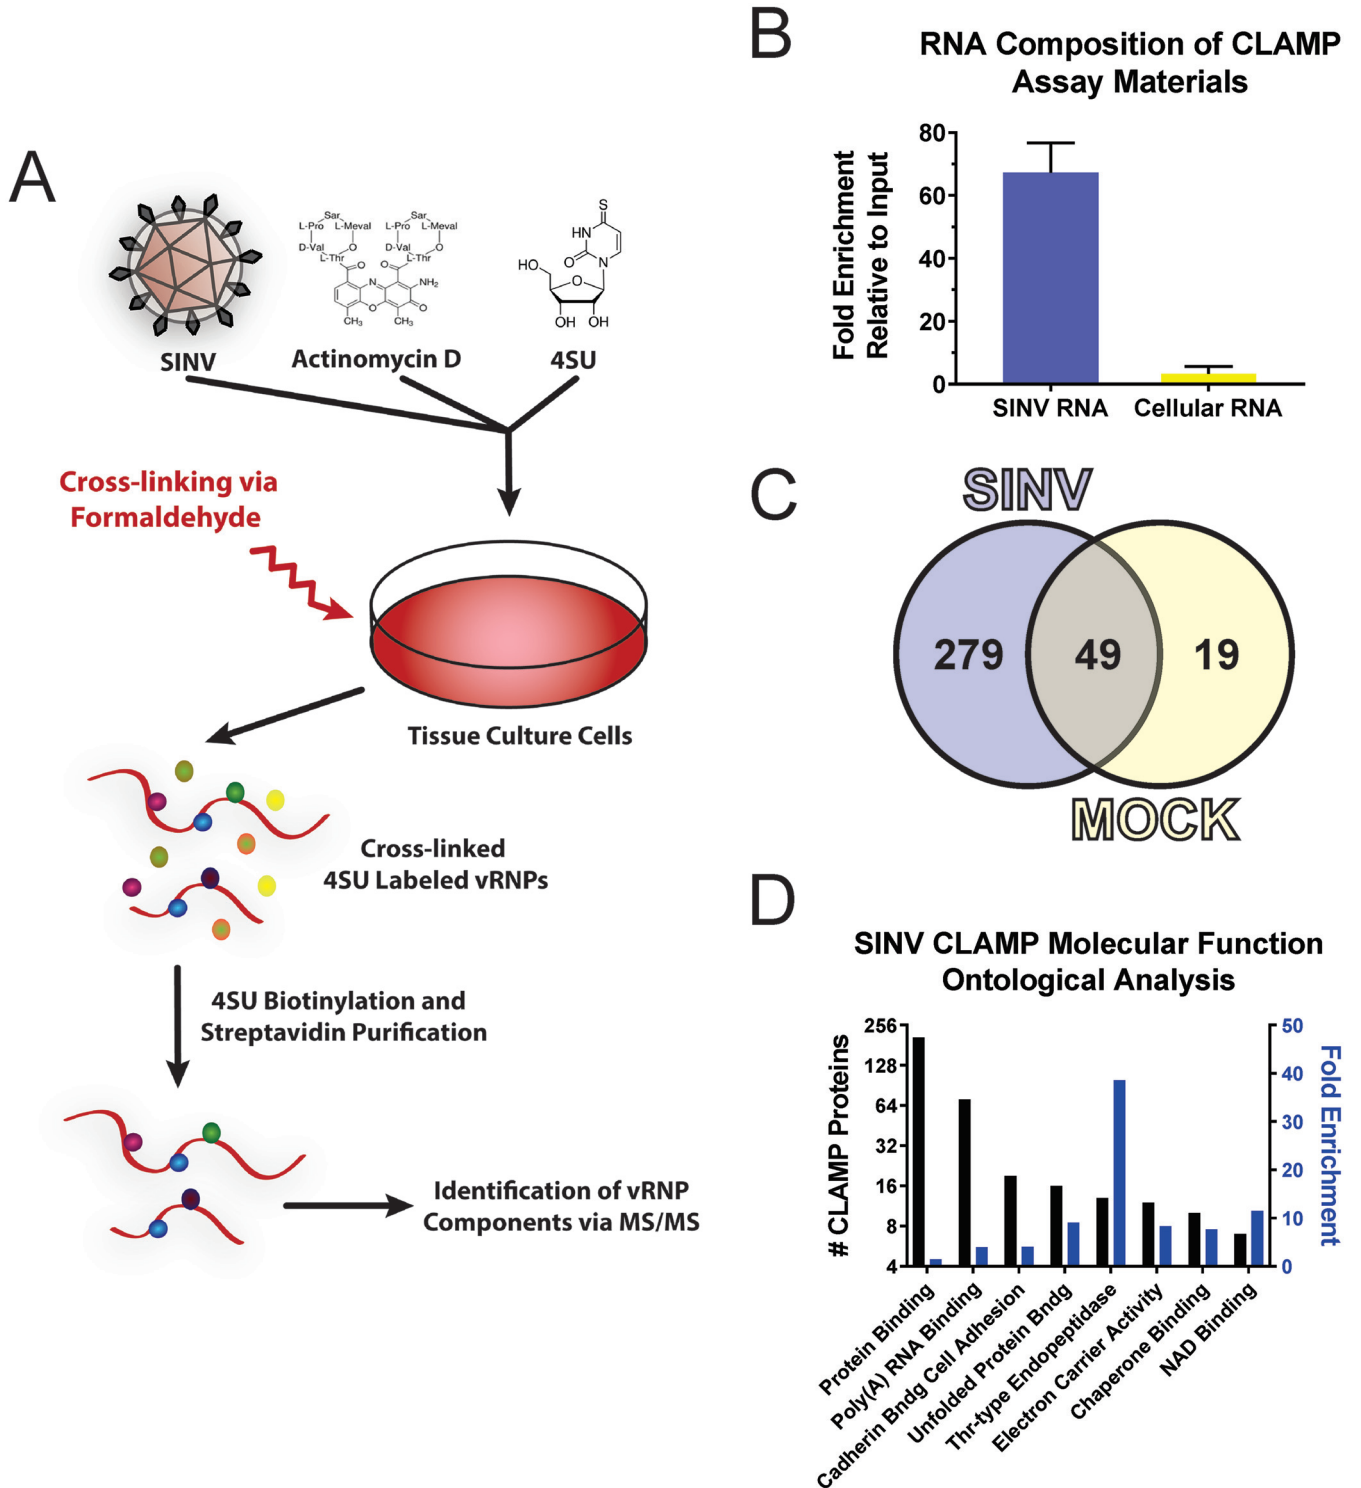 A
SINV
Sar
L-Pro
L-Meval
D-Val
O
L-Thr
Sar
L-Pro
L-Meval
D-Val
O
L-Thr
O
O
N
NH₂
O
O
CH₃
CH₃
Actinomycin D
S
HN
O
N
HO
O
OH
OH
4SU
Cross-linking via
Formaldehyde
Tissue Culture Cells
Cross-linked
4SU Labeled vRNPs
4SU Biotinylation and
Streptavidin Purification
Identification of vRNP
Components via MS/MS
B
RNA Composition of CLAMP
Assay Materials
Fold Enrichment
Relative to Input
80
60
40
20
0
SINV RNA
Cellular RNA
C
SINV
279
49
19
MOCK
D
SINV CLAMP Molecular Function
Ontological Analysis
# CLAMP Proteins
256
128
64
32
16
8
4
50
40
30
20
10
0
Fold Enrichment
Protein Binding
Poly(A) RNA Binding
Cadherin Bndg Cell Adhesion
Unfolded Protein Bndg
Thr-type Endopeptidase
Electron Carrier Activity
Chaperone Binding
NAD Binding